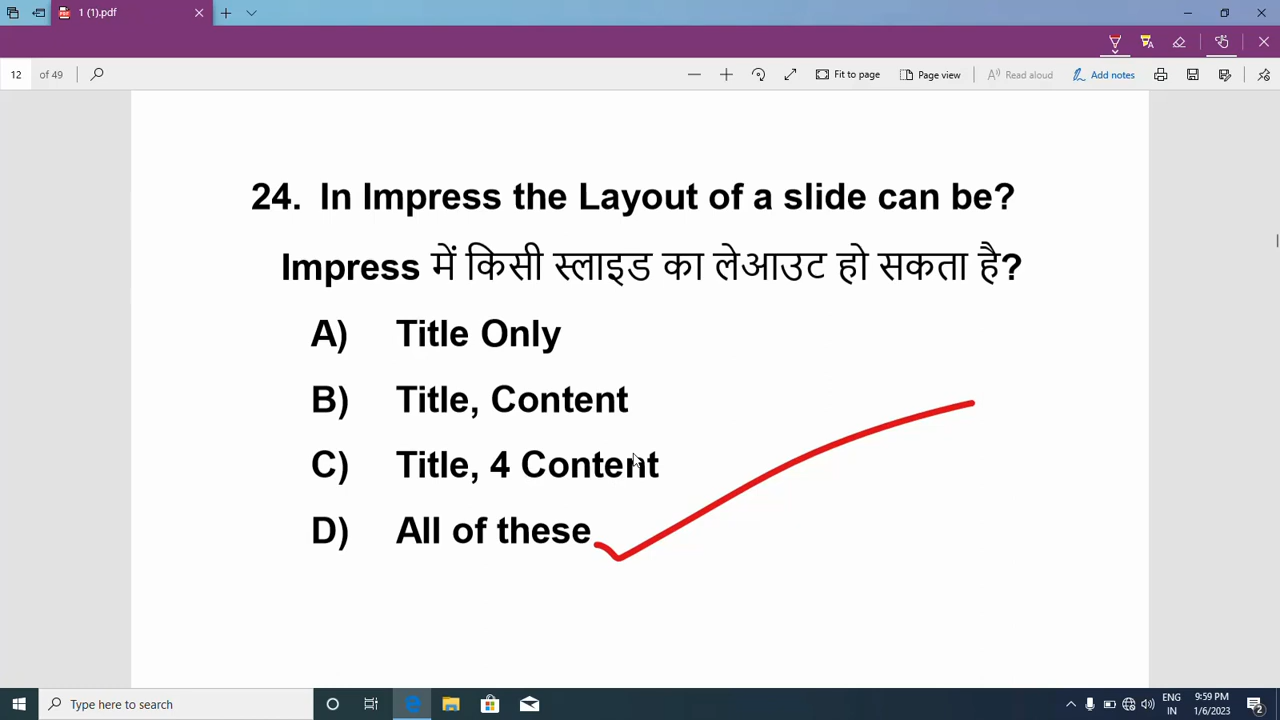 1 (1).pdf
12 of 49
Fit to page
Page view
Read aloud
Add notes
24. In Impress the Layout of a slide can be?
Impress में किसी स्लाइड का लेआउट हो सकता है?
A) Title Only
B) Title, Content
C) Title, 4 Content
D) All of these
Type here to search
ENG
IN
9:59 PM
1/6/2023
2